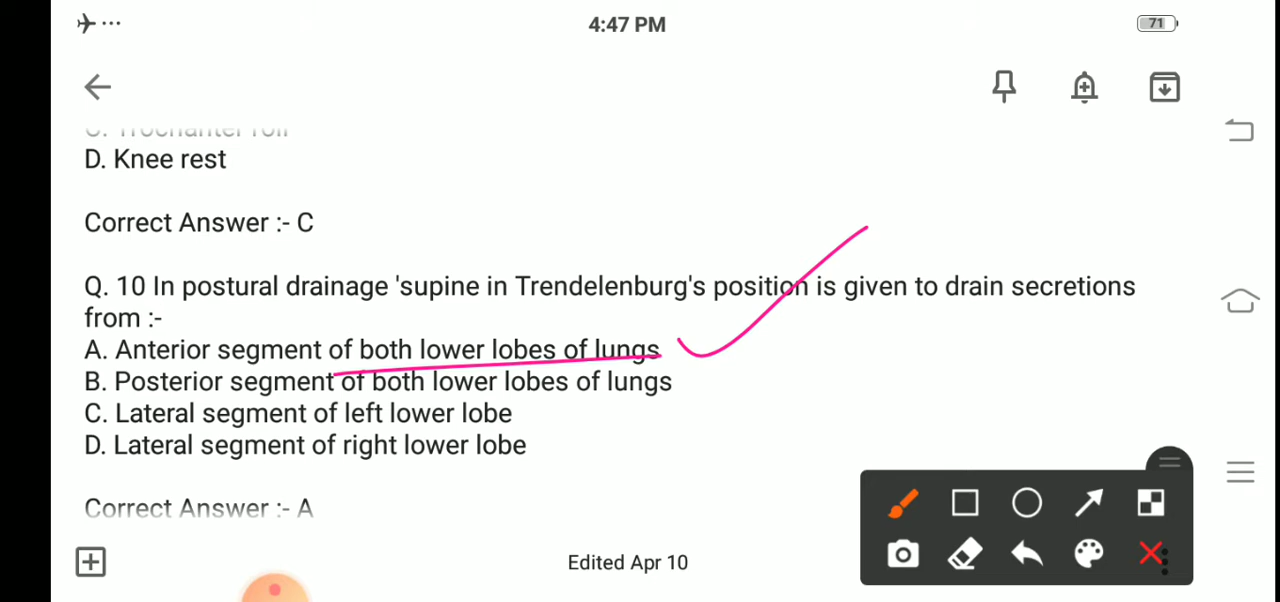 4:47 PM
71
D. Knee rest
Correct Answer :- C
Q. 10 In postural drainage 'supine in Trendelenburg's position is given to drain secretions
from :-
A. Anterior segment of both lower lobes of lungs
B. Posterior segment of both lower lobes of lungs
C. Lateral segment of left lower lobe
D. Lateral segment of right lower lobe
Correct Answer :- A
Edited Apr 10